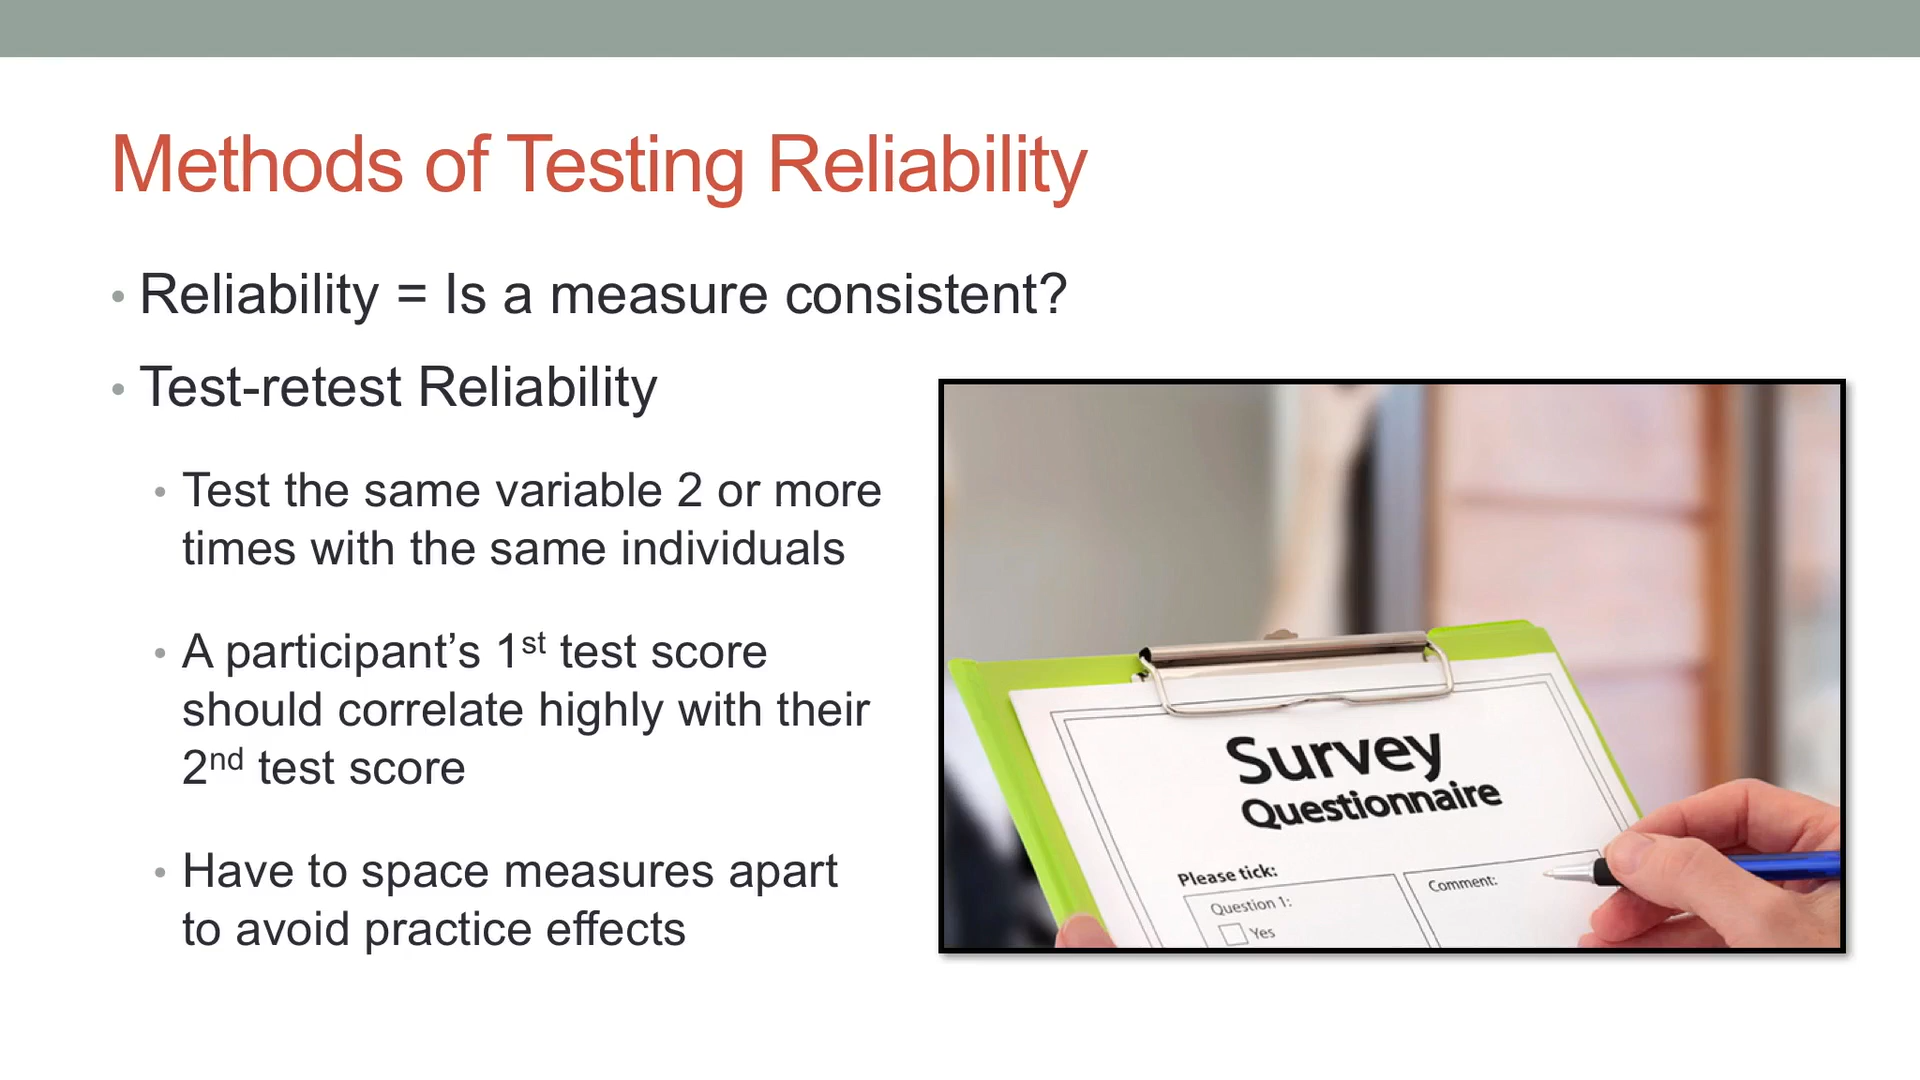 Methods of Testing Reliability
• Reliability = Is a measure consistent?
• Test-retest Reliability
• Test the same variable 2 or more
times with the same individuals
• A participant’s 1st test score
should correlate highly with their
2nd test score
• Have to space measures apart
to avoid practice effects
Survey
Questionnaire
Please tick:
Question 1:
Yes
Comment: